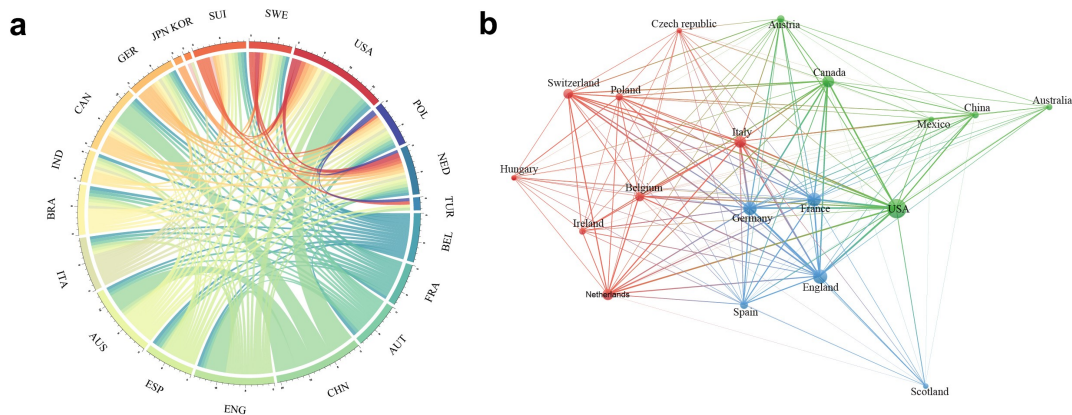 a
SUI
SWE
JPN KOR
GER
USA
CAN
POL
IND
NED
BRA
TUR
BEL
ITA
FRA
AUS
AUT
ESP
CHN
ENG
b
Czech republic
Austria
Switzerland
Poland
Canada
Italy
China
Australia
Mexico
Hungary
Belgium
Germany
France
USA
Ireland
Netherlands
Spain
England
Scotland